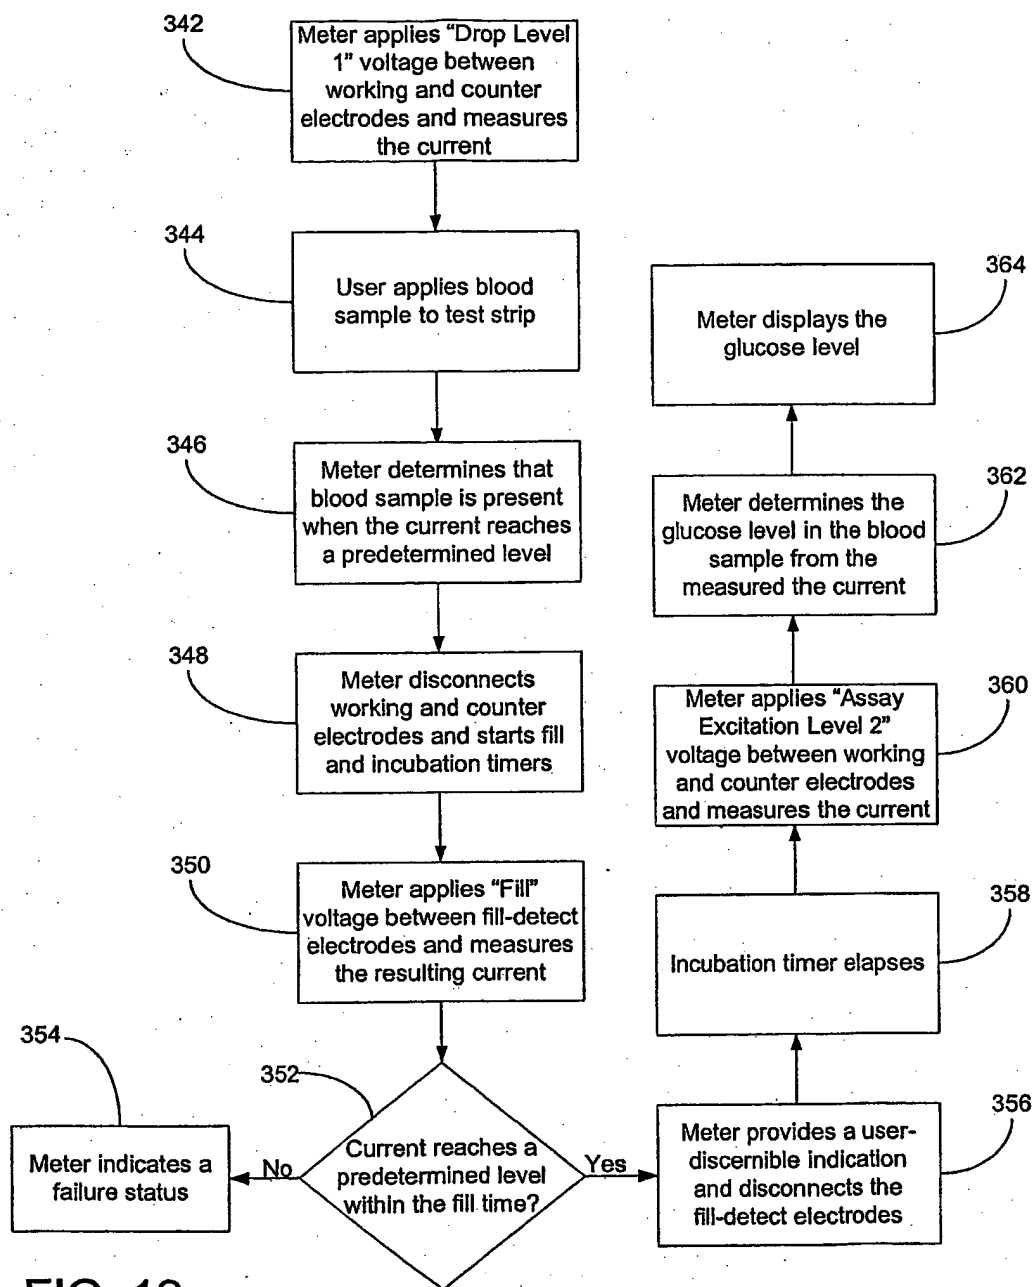 342
Meter applies “Drop Level
1” voltage between
working and counter
electrodes and measures
the current
344
User applies blood
sample to test strip
346
Meter determines that
blood sample is present
when the current reaches
a predetermined level
348
Meter disconnects
working and counter
electrodes and starts fill
and incubation timers
350
Meter applies “Fill”
voltage between fill-detect
electrodes and measures
the resulting current
352
Current reaches a
predetermined level
within the fill time?
No
Yes
354
Meter indicates a
failure status
356
Meter provides a user-
discernible indication
and disconnects the
fill-detect electrodes
358
Incubation timer elapses
360
Meter applies “Assay
Excitation Level 2”
voltage between working
and counter electrodes
and measures the current
362
Meter determines the
glucose level in the blood
sample from the
measured the current
364
Meter displays the
glucose level